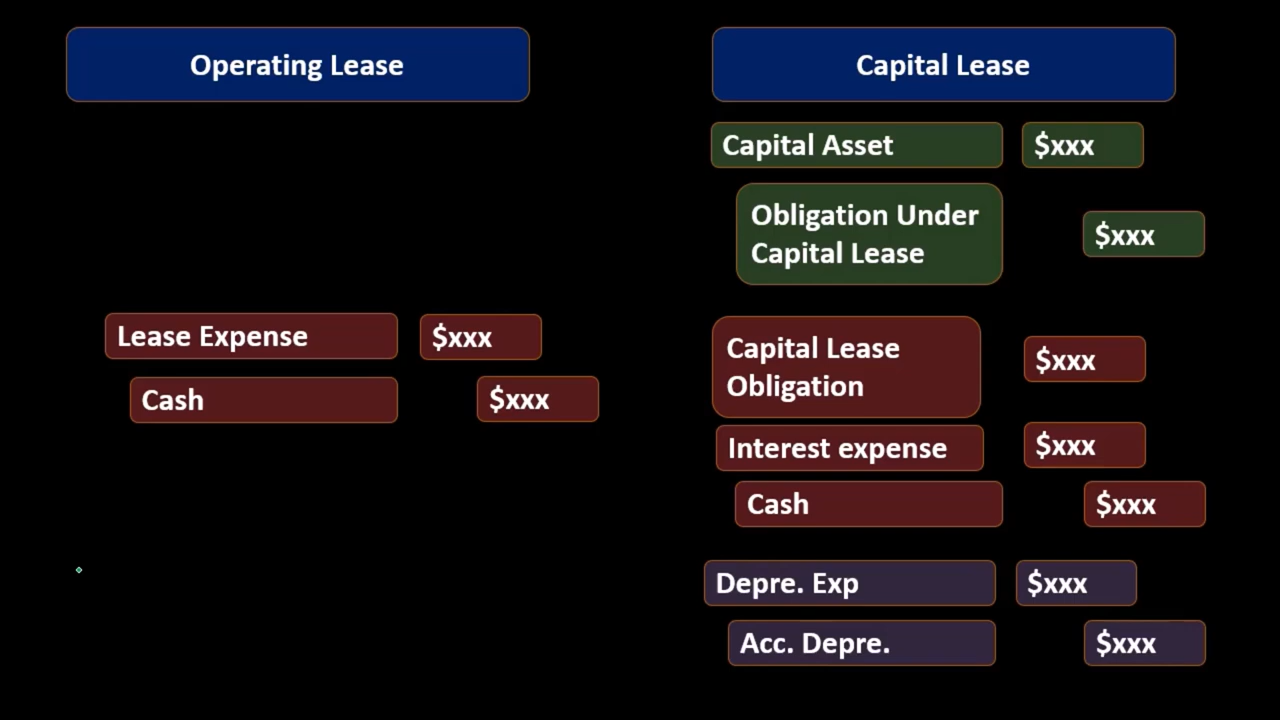 Operating Lease
Capital Lease
Capital Asset $xxx
Obligation Under
Capital Lease
$xxx
Lease Expense $xxx
Cash $xxx
Capital Lease
Obligation
$xxx
Interest expense $xxx
Cash $xxx
Depre. Exp $xxx
Acc. Depre. $xxx